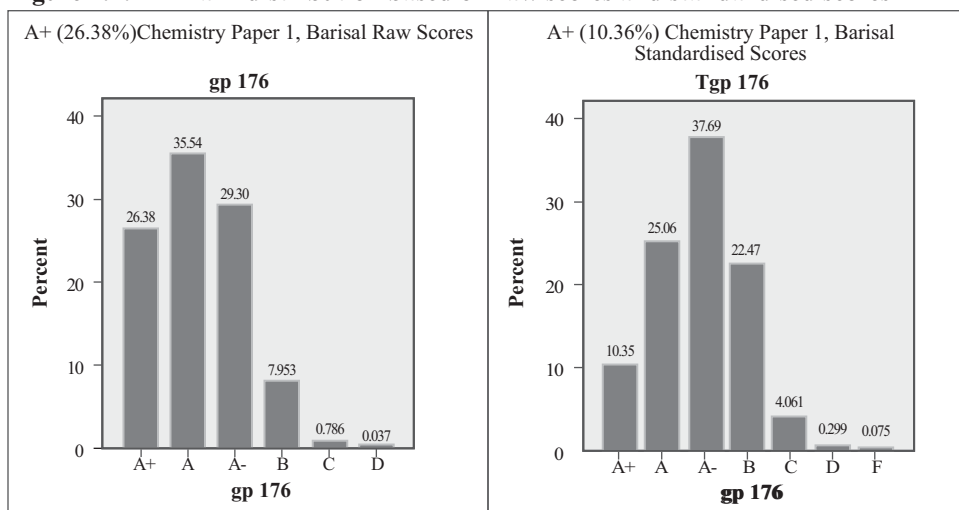 A+ (26.38%)Chemistry Paper 1, Barisal Raw Scores
gp 176
40
30
20
10
0
Percent
26.38
35.54
29.30
7.953
0.786
0.037
A+ A A- B C D
gp 176
A+ (10.36%) Chemistry Paper 1, Barisal
Standardised Scores
Tgp 176
40
30
20
10
0
Percent
10.35
25.06
37.69
22.47
4.061
0.299
0.075
A+ A A- B C D F
gp 176